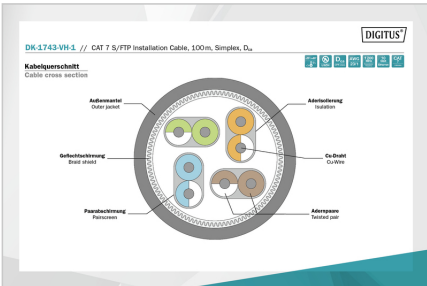 DIGITUS®
DK-1743-VH-1 // CAT 7 S/FTP Installation Cable, 100 m, Simplex, Dca
Kabelquerschnitt
Cable cross section
Außenmantel
Outer jacket
Aderisolierung
Insulation
Geflechtschirmung
Braid shield
Cu-Draht
Cu-Wire
Paarabschirmung
Pairscreen
Adernpaare
Twisted pair